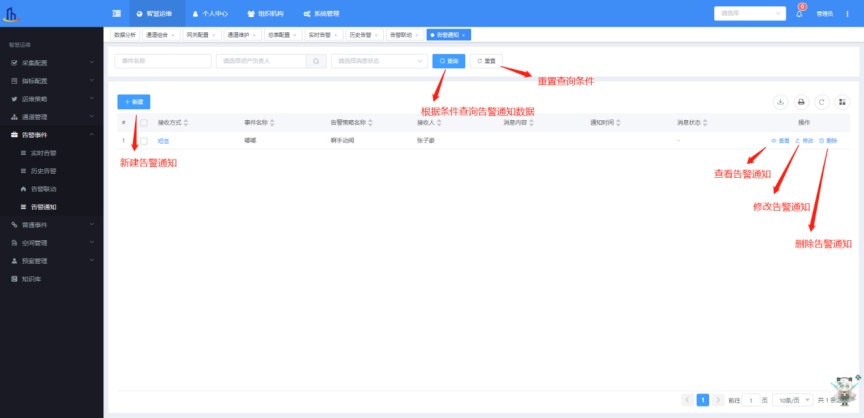 智慧运维
个人中心
组织机构
系统管理
请选择
8
管理员
智慧运维
采集配置
指标配置
运维策略
通道管理
告警事件
实时告警
历史告警
告警联动
告警通知
普通事件
空间管理
预案管理
知识库
数据分析 通道组合 × 网关配置 × 通道维护 × 总集配置 × 实时告警 × 历史告警 × 告警联动 × 告警通知 ×
事件名称 请选择资产负责人 请选择消息状态 查询 重置
重置查询条件
根据条件查询告警通知数据
+ 新建
# 接收方式 事件名称 告警策略名称 接收人 消息内容 通知时间 消息状态 操作
1 短信 嘟嘟 啊手动阀 张子豪 - 查看 修改 删除
新建告警通知
查看告警通知
修改告警通知
删除告警通知
1 前往 1 页 10条/页 共 1 条